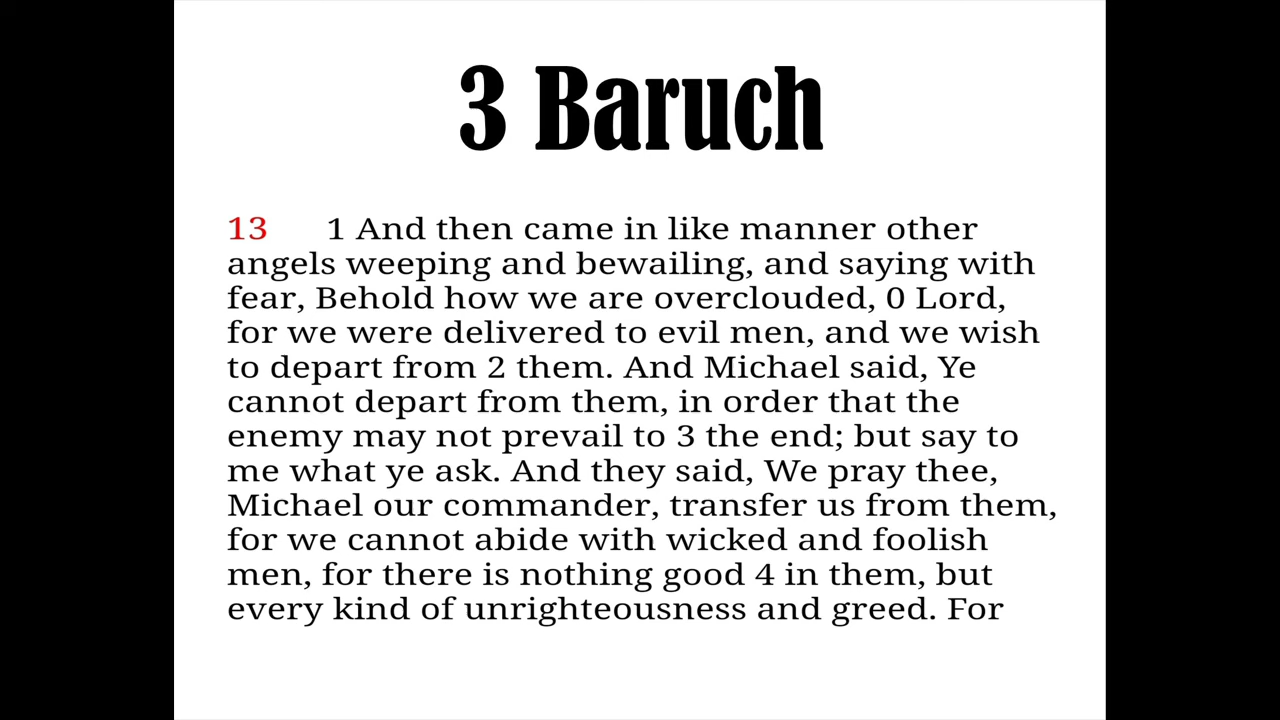 3 Baruch
13 1 And then came in like manner other
angels weeping and bewailing, and saying with
fear, Behold how we are overclouded, 0 Lord,
for we were delivered to evil men, and we wish
to depart from 2 them. And Michael said, Ye
cannot depart from them, in order that the
enemy may not prevail to 3 the end; but say to
me what ye ask. And they said, We pray thee,
Michael our commander, transfer us from them,
for we cannot abide with wicked and foolish
men, for there is nothing good 4 in them, but
every kind of unrighteousness and greed. For